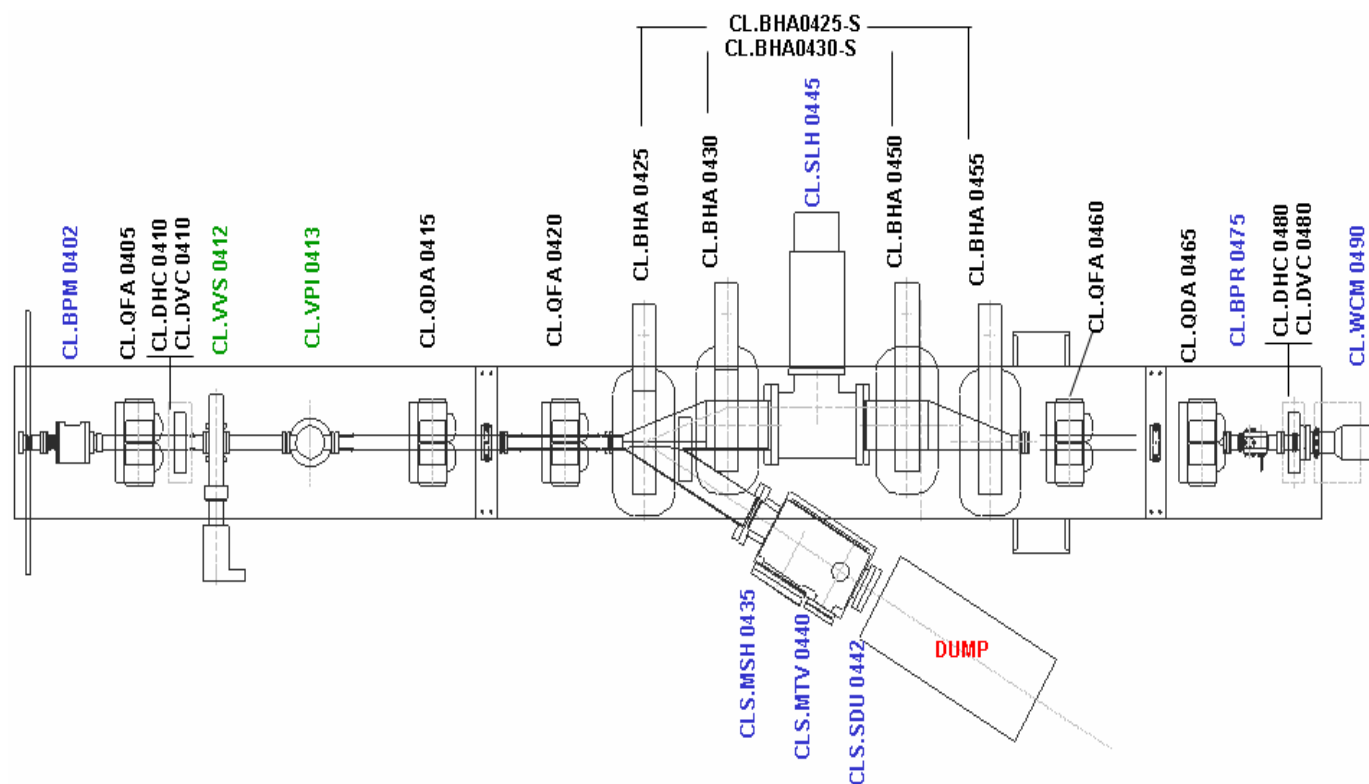 CL.BHA0425-S
CL.BHA0430-S
CL.BPM 0402
CL.QFA 0405
CL.DHC 0410
CL.DVC 0410
CL.VVS 0412
CL.VPI 0413
CL.QDA 0415
CL.QFA 0420
CL.BHA 0425
CL.BHA 0430
CL.SLH 0445
CL.BHA 0450
CL.BHA 0455
CL.QFA 0460
CL.QDA 0465
CL.BPR 0475
CL.DHC 0480
CL.DVC 0480
CL.WCM 0490
CLS.MSH 0435
CLS.MTV 0440
CLS.SDU 0442
DUMP